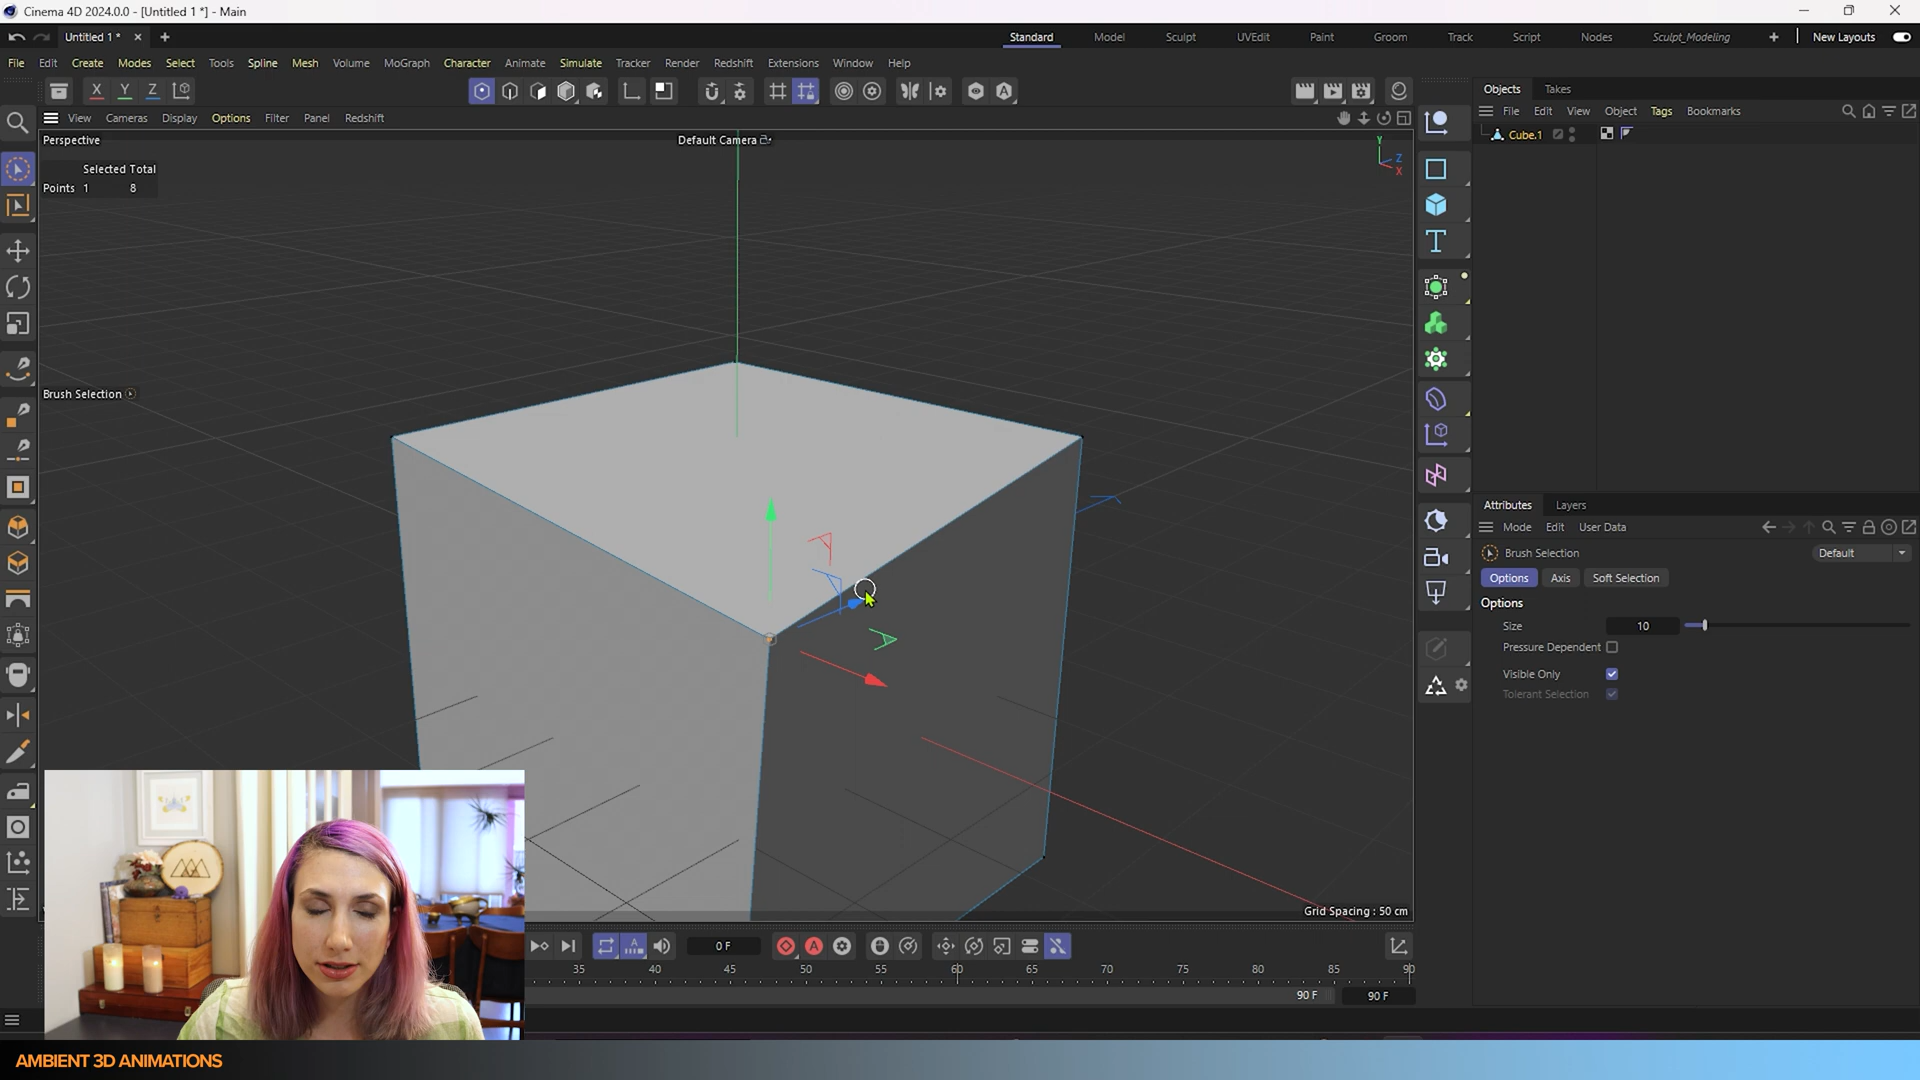 Cinema 4D 2024.0.0 - [Untitled 1 *] - Main
Untitled 1 * × + Standard Model Sculpt UVEdit Paint Groom Track Script Nodes Sculpt_Modeling + New Layouts
File Edit Create Modes Select Tools Spline Mesh Volume MoGraph Character Animate Simulate Tracker Render Redshift Extensions Window Help
X Y Z
Objects Takes
View Cameras Display Options Filter Panel Redshift
File Edit View Object Tags Bookmarks
Perspective
Default Camera
Cube.1
Y
Z
X
Selected Total
Points 1 8
Brush Selection
Attributes Layers
Mode Edit User Data
Brush Selection Default
Options Axis Soft Selection
Options
Size 10
Pressure Dependent
Visible Only
Tolerant Selection
Grid Spacing : 50 cm
0 F
35 40 45 50 55 60 65 70 75 80 85 90
90 F 90 F
AMBIENT 3D ANIMATIONS